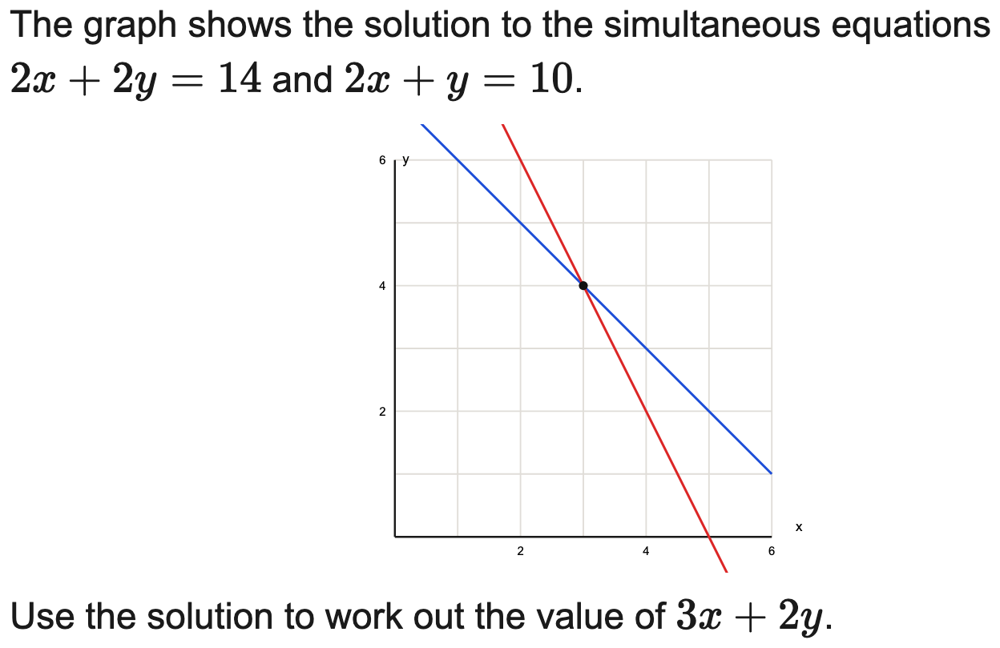 The graph shows the solution to the simultaneous equations
2x + 2y = 14 and 2x + y = 10.
6 y
4
2
x
2 4 6
Use the solution to work out the value of 3x + 2y.